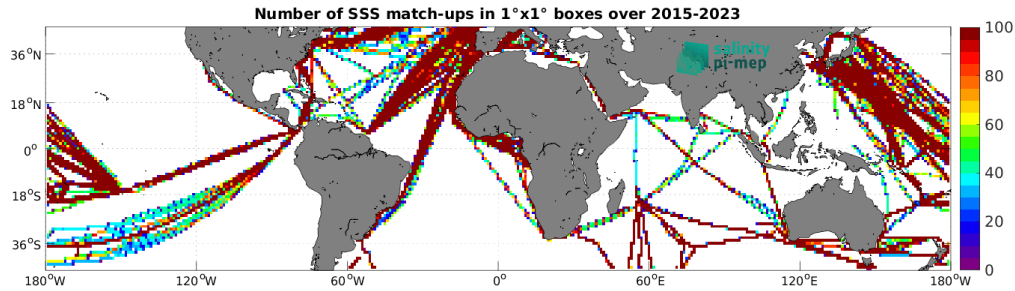 Number of SSS match-ups in 1°x1° boxes over 2015-2023
salinity
pi-mep
36°N
18°N
0°
18°S
36°S
180°W 120°W 60°W 0° 60°E 120°E 180°W
100
80
60
40
20
0